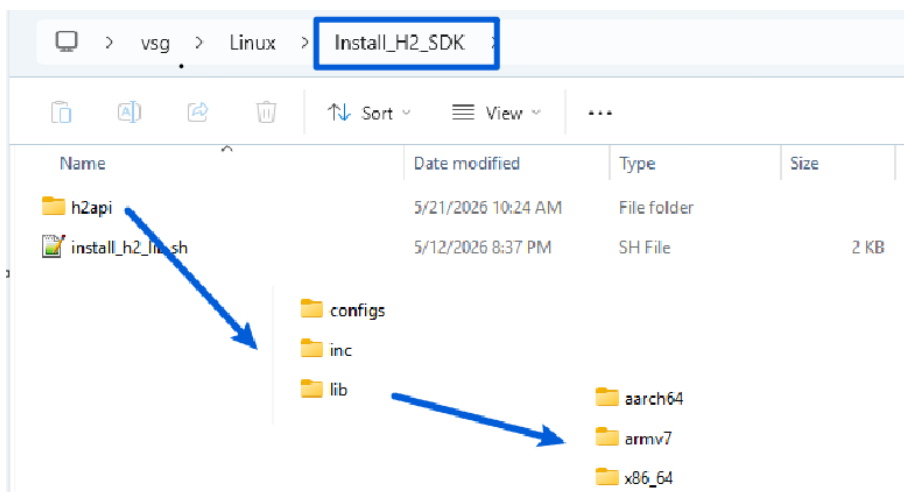 vsg > Linux > Install_H2_SDK
Sort View ...
Name Date modified Type Size
h2api 5/21/2026 10:24 AM File folder
install_h2_lib.sh 5/12/2026 8:37 PM SH File 2 KB
configs
inc
lib
aarch64
armv7
x86_64